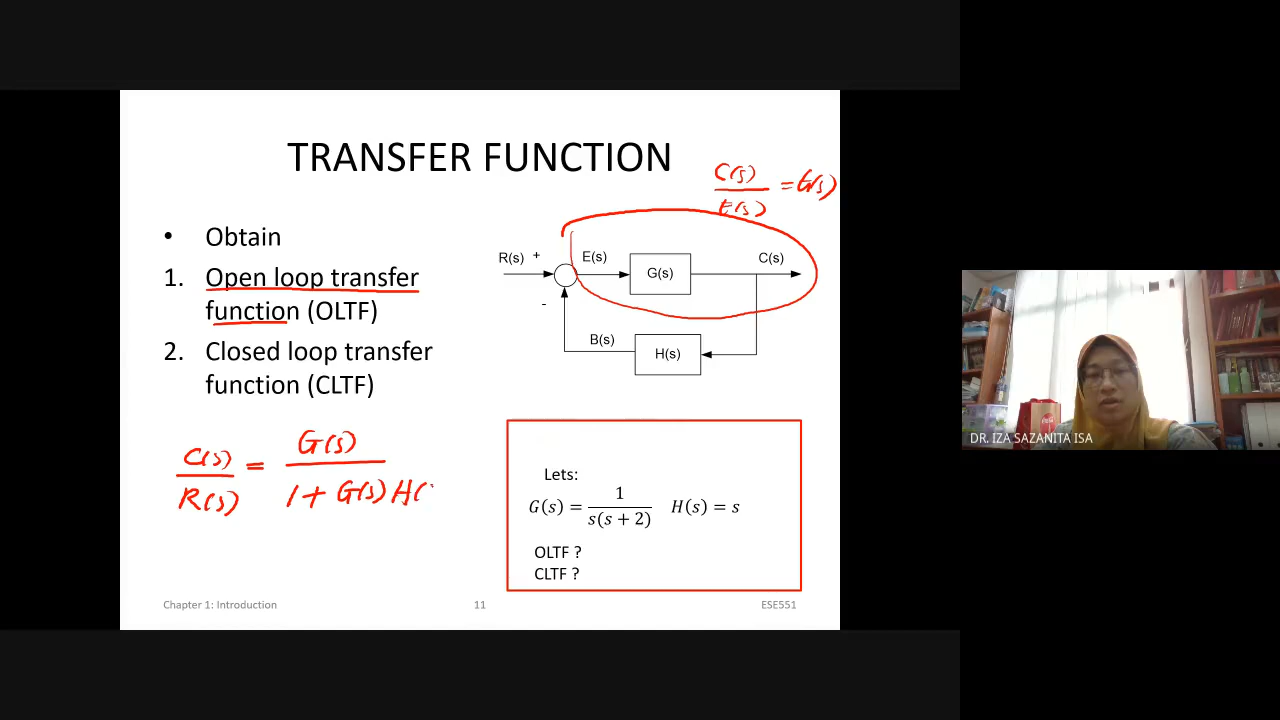 TRANSFER FUNCTION
C(s)
E(s)
= G(s)
• Obtain
1. Open loop transfer
function (OLTF)
2. Closed loop transfer
function (CLTF)
R(s) + E(s) G(s) C(s)
-
B(s) H(s)
C(s)
R(s)
=
G(s)
1 + G(s) H(
Lets:
G(s) = 1 / s(s + 2) H(s) = s
OLTF ?
CLTF ?
Chapter 1: Introduction 11 ESE551
DR. IZA SAZANITA ISA